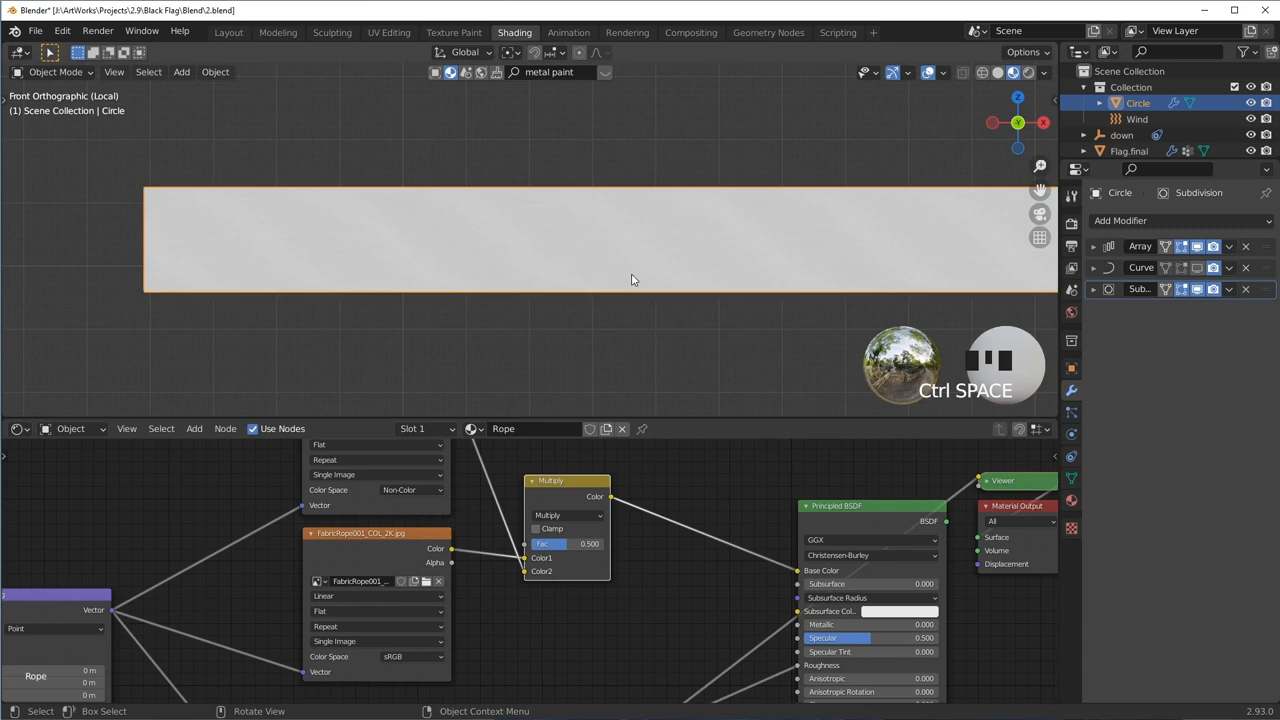 Blender* [J:\ArtWorks\Projects\2.9\Black Flag\Blend\2.blend]
File Edit Render Window Help Layout Modeling Sculpting UV Editing Texture Paint Shading Animation Rendering Compositing Geometry Nodes Scripting + Scene View Layer
Global Options
Object Mode View Select Add Object metal paint
Front Orthographic (Local)
(1) Scene Collection | Circle
Z
X
Y
Ctrl SPACE
Scene Collection
Collection
Circle
Wind
down
Flag.final
Circle Subdivision
Add Modifier
Array
Curve
Sub...
Object View Select Add Node Use Nodes Slot 1 Rope
Flat
Repeat
Single Image
Color Space Non-Color
Vector
FabricRope001_COL_2K.jpg
Color
Alpha
FabricRope001_...
Linear
Flat
Repeat
Single Image
Color Space sRGB
Vector
g
Vector
Point
0 m
0 m
0 m
Rope
Multiply
Color
Multiply
Clamp
Fac 0.500
Color1
Color2
Principled BSDF
BSDF
GGX
Christensen-Burley
Base Color
Subsurface 0.000
Subsurface Radius
Subsurface Col..
Metallic 0.000
Specular 0.500
Specular Tint 0.000
Roughness
Anisotropic 0.000
Anisotropic Rotation 0.000
Viewer
Material Output
All
Surface
Volume
Displacement
Select Box Select Rotate View Object Context Menu 2.93.0